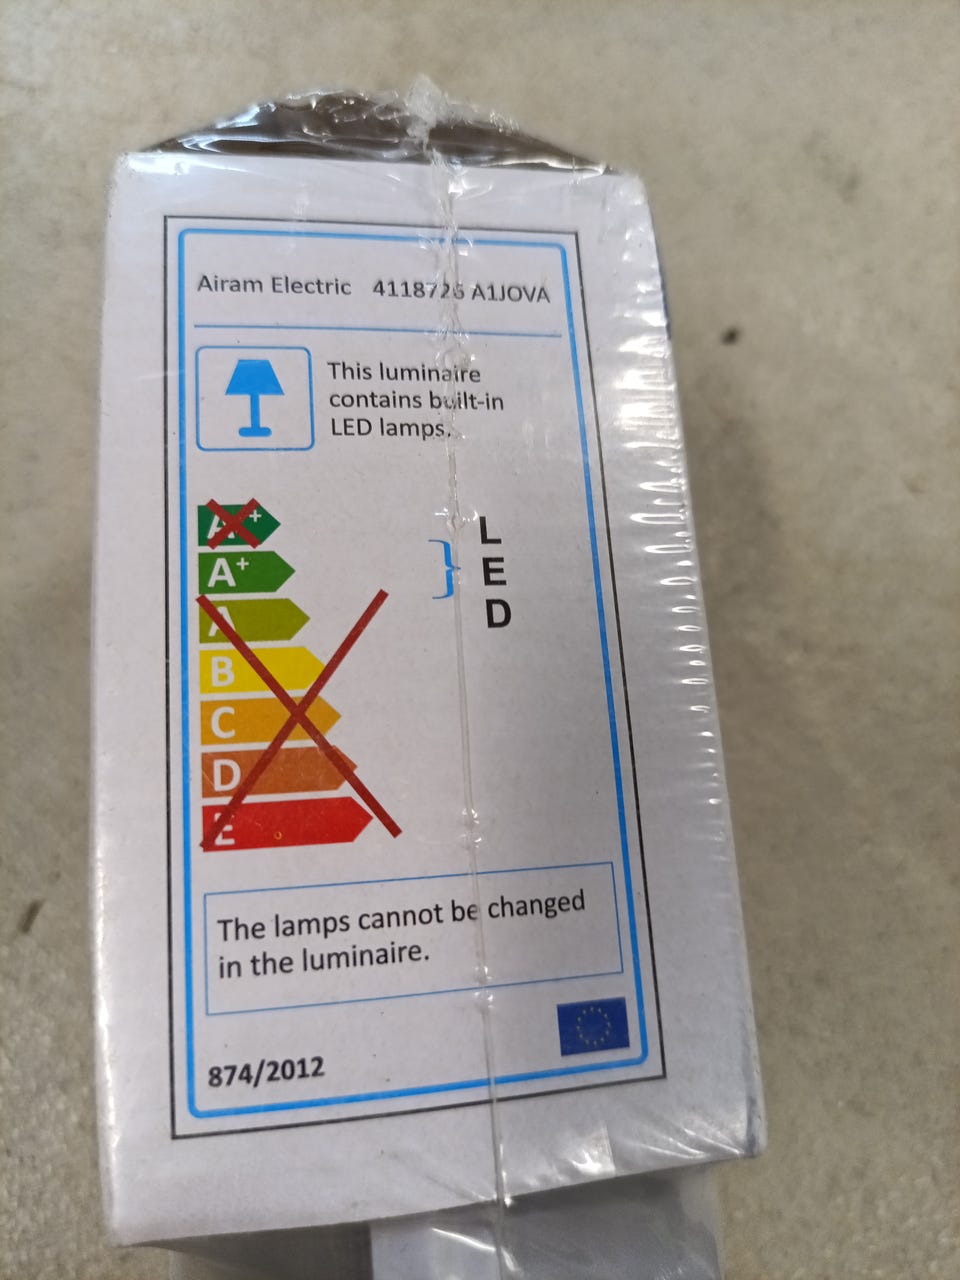 Airam Electric 4118726 A1JOVA
This luminaire
contains built-in
LED lamps.
A++
A+
A
B
C
D
E
L
E
D
The lamps cannot be changed
in the luminaire.
874/2012